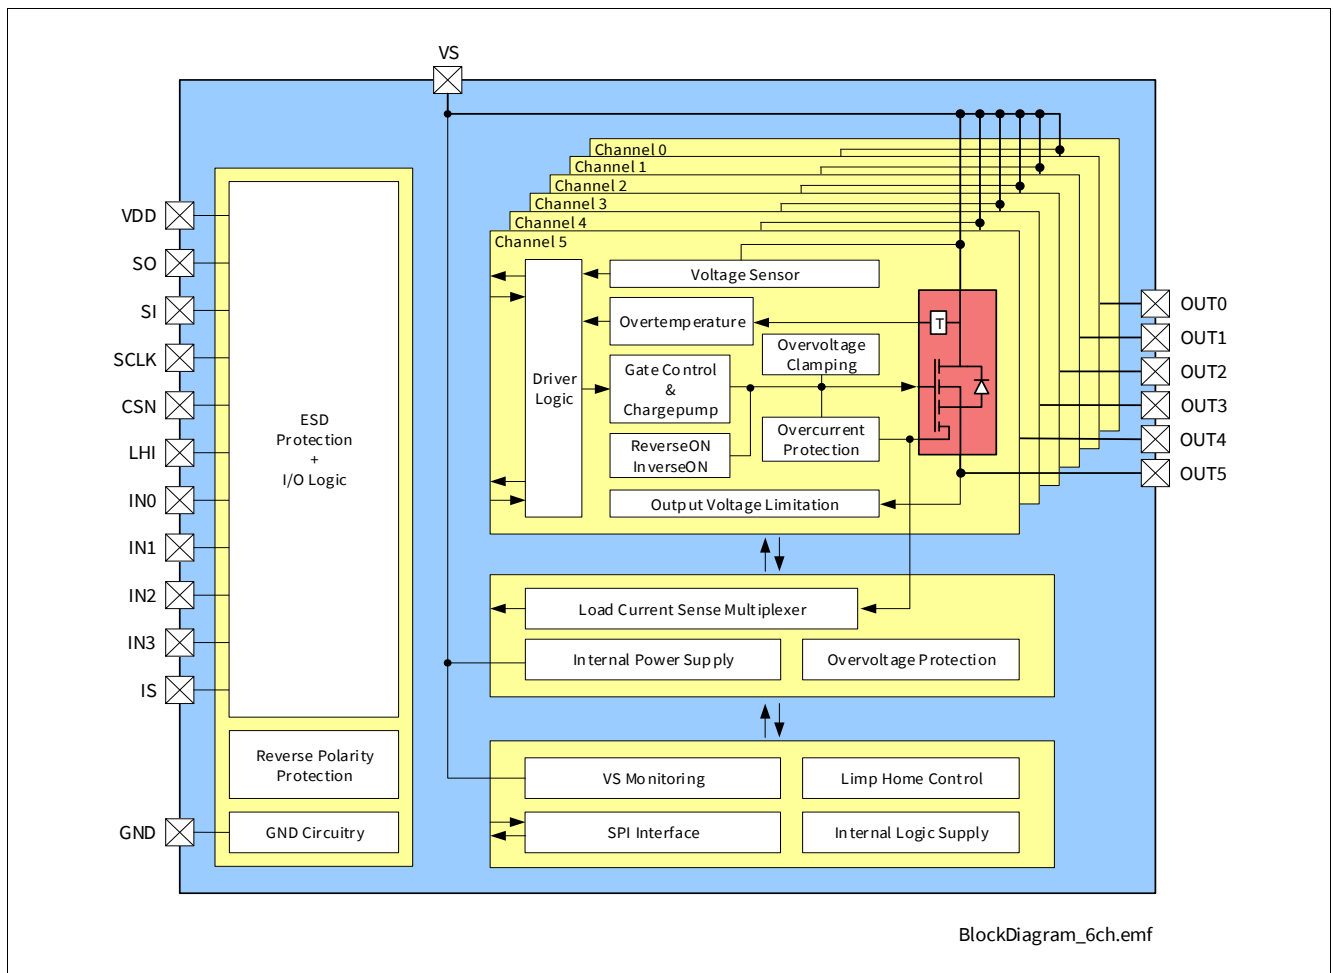 VS
Channel 0
Channel 1
Channel 2
Channel 3
Channel 4
Channel 5
VDD
SO
SI
SCLK
CSN
LHI
IN0
IN1
IN2
IN3
IS
GND
ESD
Protection
+
I/O Logic
Reverse Polarity
Protection
GND Circuitry
Driver
Logic
Voltage Sensor
Overtemperature
T
Overvoltage
Clamping
Gate Control
&
Chargepump
ReverseON
InverseON
Overcurrent
Protection
Output Voltage Limitation
OUT0
OUT1
OUT2
OUT3
OUT4
OUT5
Load Current Sense Multiplexer
Internal Power Supply
Overvoltage Protection
VS Monitoring
Limp Home Control
SPI Interface
Internal Logic Supply
BlockDiagram_6ch.emf